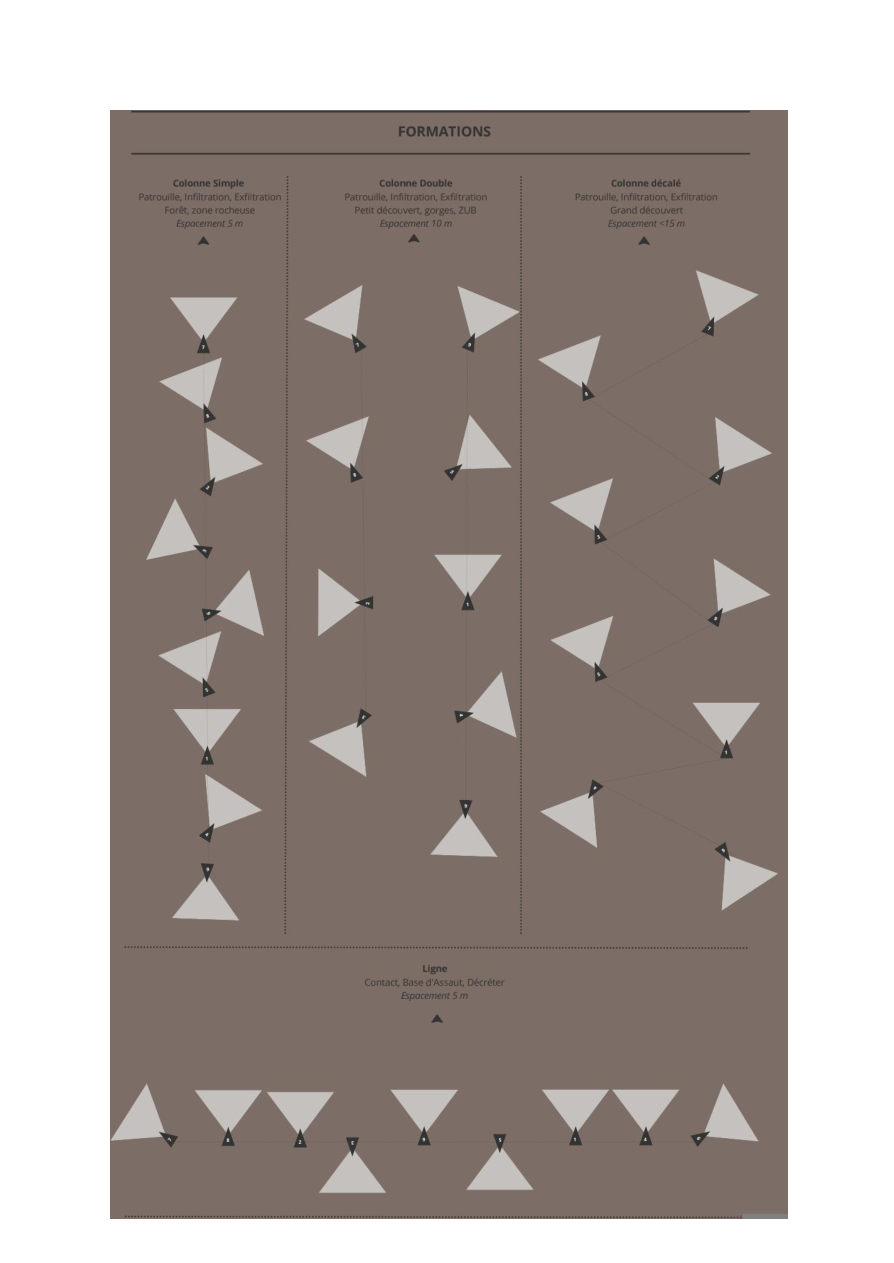 FORMATIONS
Colonne Simple
Patrouille, Infiltration, Exfiltration
Forêt, zone rocheuse
Espacement 5 m
Colonne Double
Patrouille, Infiltration, Exfiltration
Petit découvert, gorges, ZUB
Espacement 10 m
Colonne décalé
Patrouille, Infiltration, Exfiltration
Grand découvert
Espacement <15 m
Ligne
Contact, Base d'Assaut, Décréter
Espacement 5 m